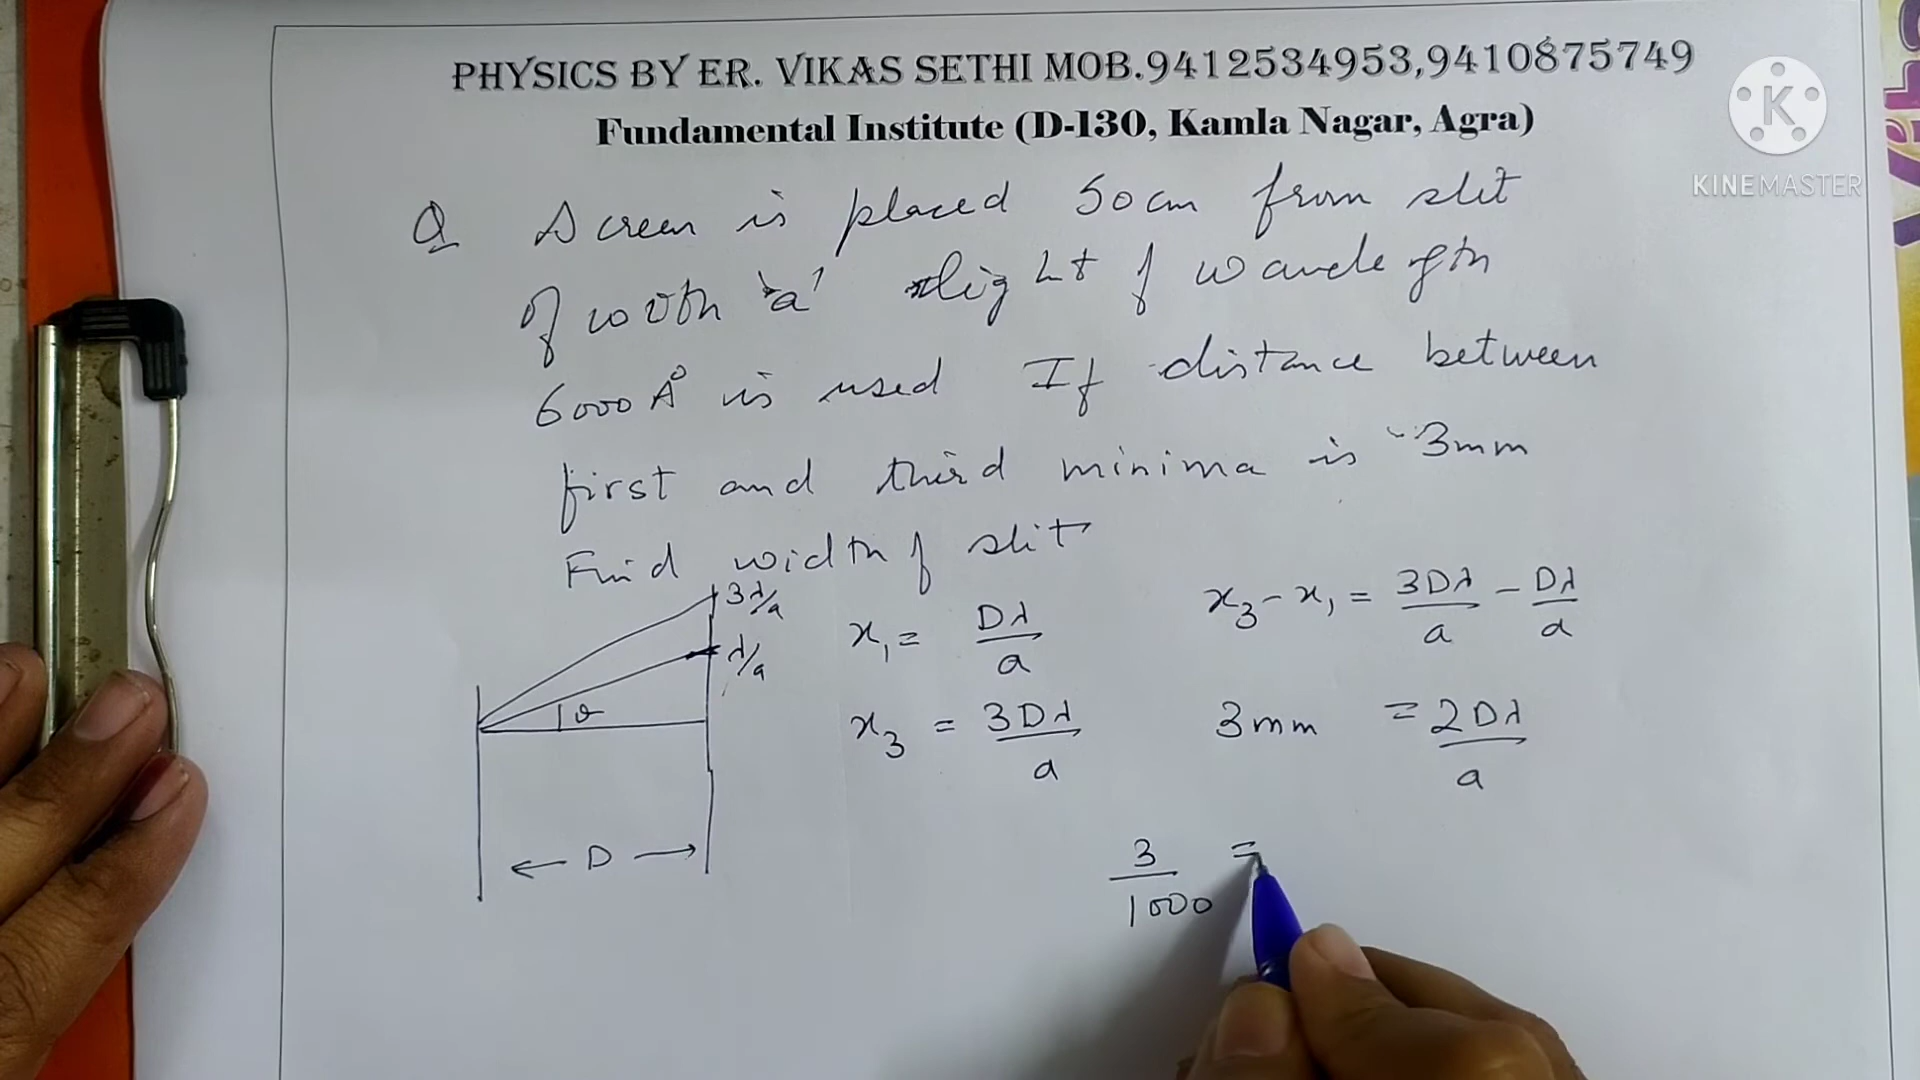 PHYSICS BY ER. VIKAS SETHI MOB.9412534953,9410875749
Fundamental Institute (D-130, Kamla Nagar, Agra)
K
KINEMASTER
Q Screen is placed 50cm from slit
of width 'a' light of wavelength
6000 A° is used If distance between
first and third minima is 3mm
Find width of slit
3λ/a
λ/a
θ
← D →
x₁ = Dλ/a
x₃ = 3Dλ/a
x₃ - x₁ = 3Dλ/a - Dλ/a
3mm = 2Dλ/a
3/1000 =